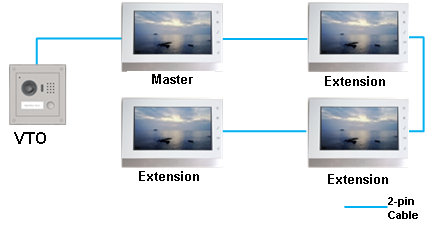 Master
Extension
VTO
Extension
Extension
2-pin
Cable